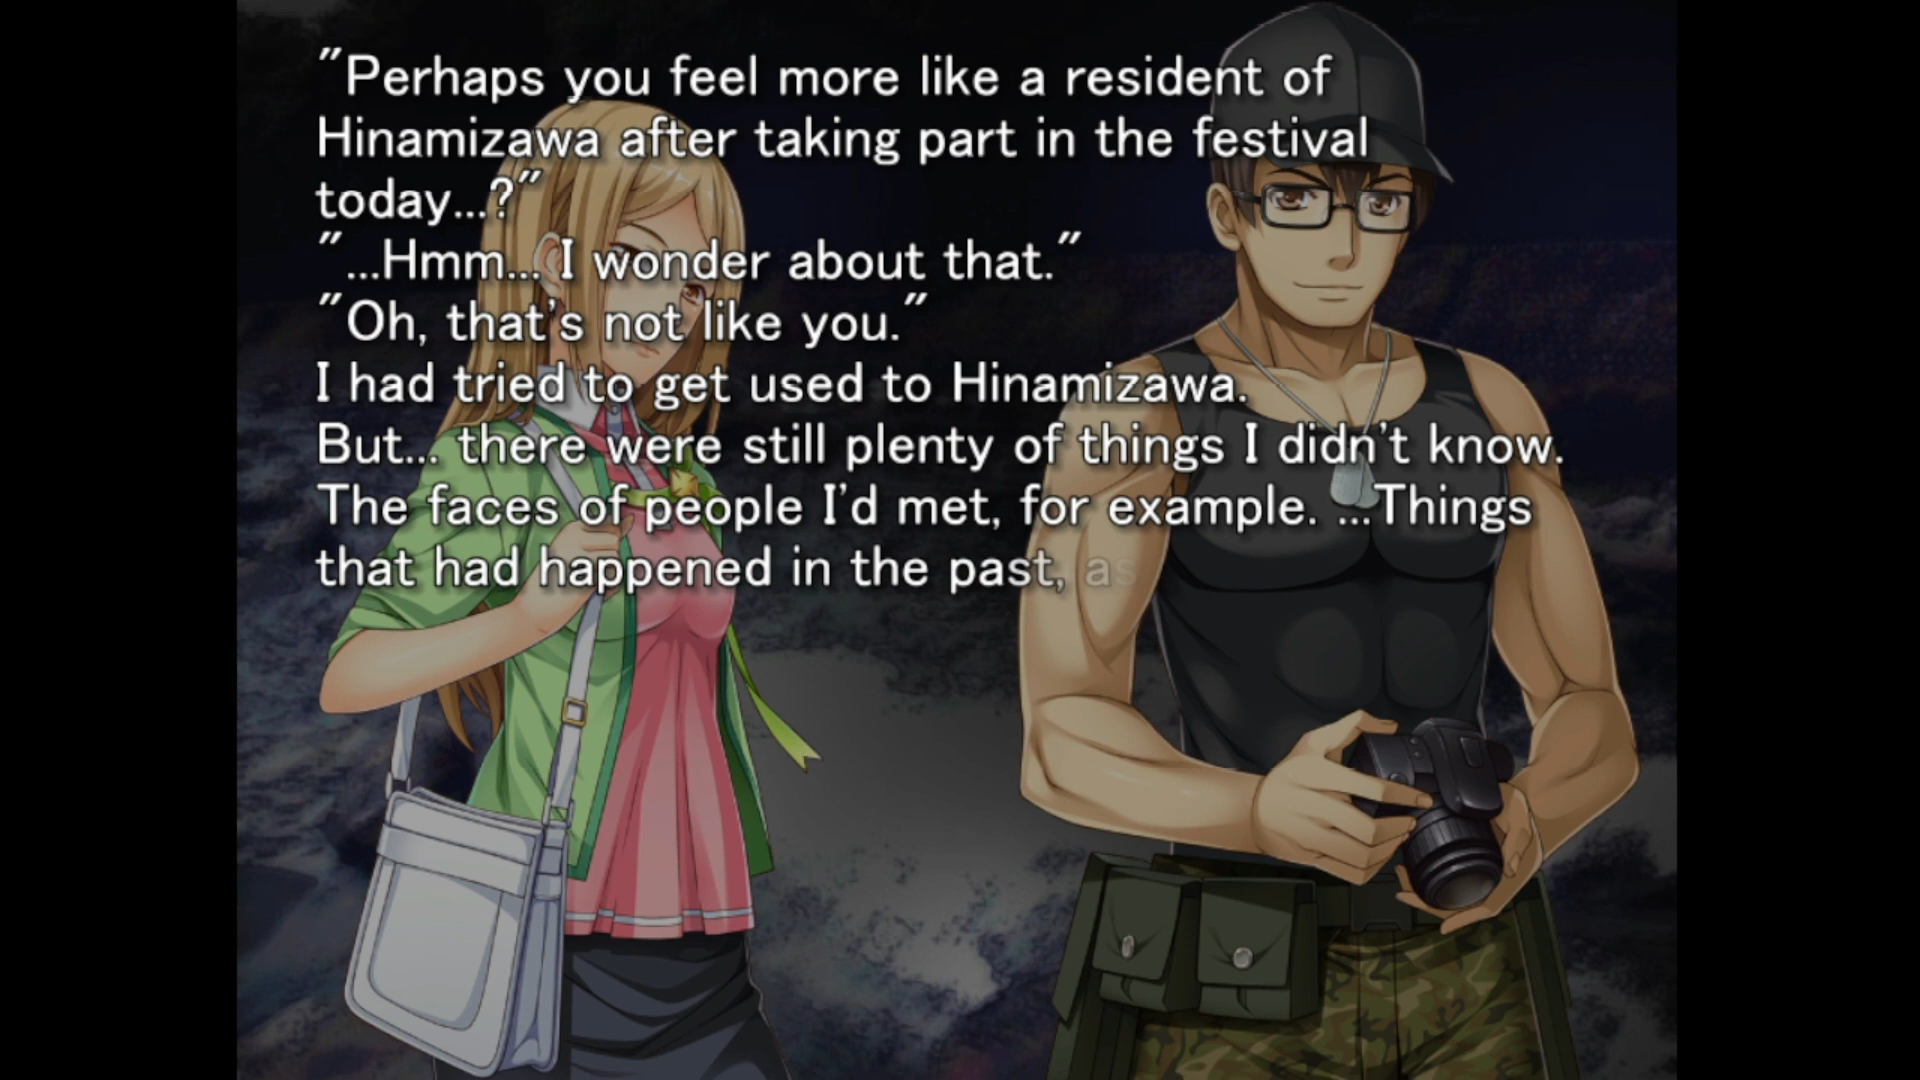 "Perhaps you feel more like a resident of
Hinamizawa after taking part in the festival
today...?"
"...Hmm... I wonder about that."
"Oh, that's not like you."
I had tried to get used to Hinamizawa.
But... there were still plenty of things I didn't know.
The faces of people I'd met, for example. ...Things
that had happened in the past, as